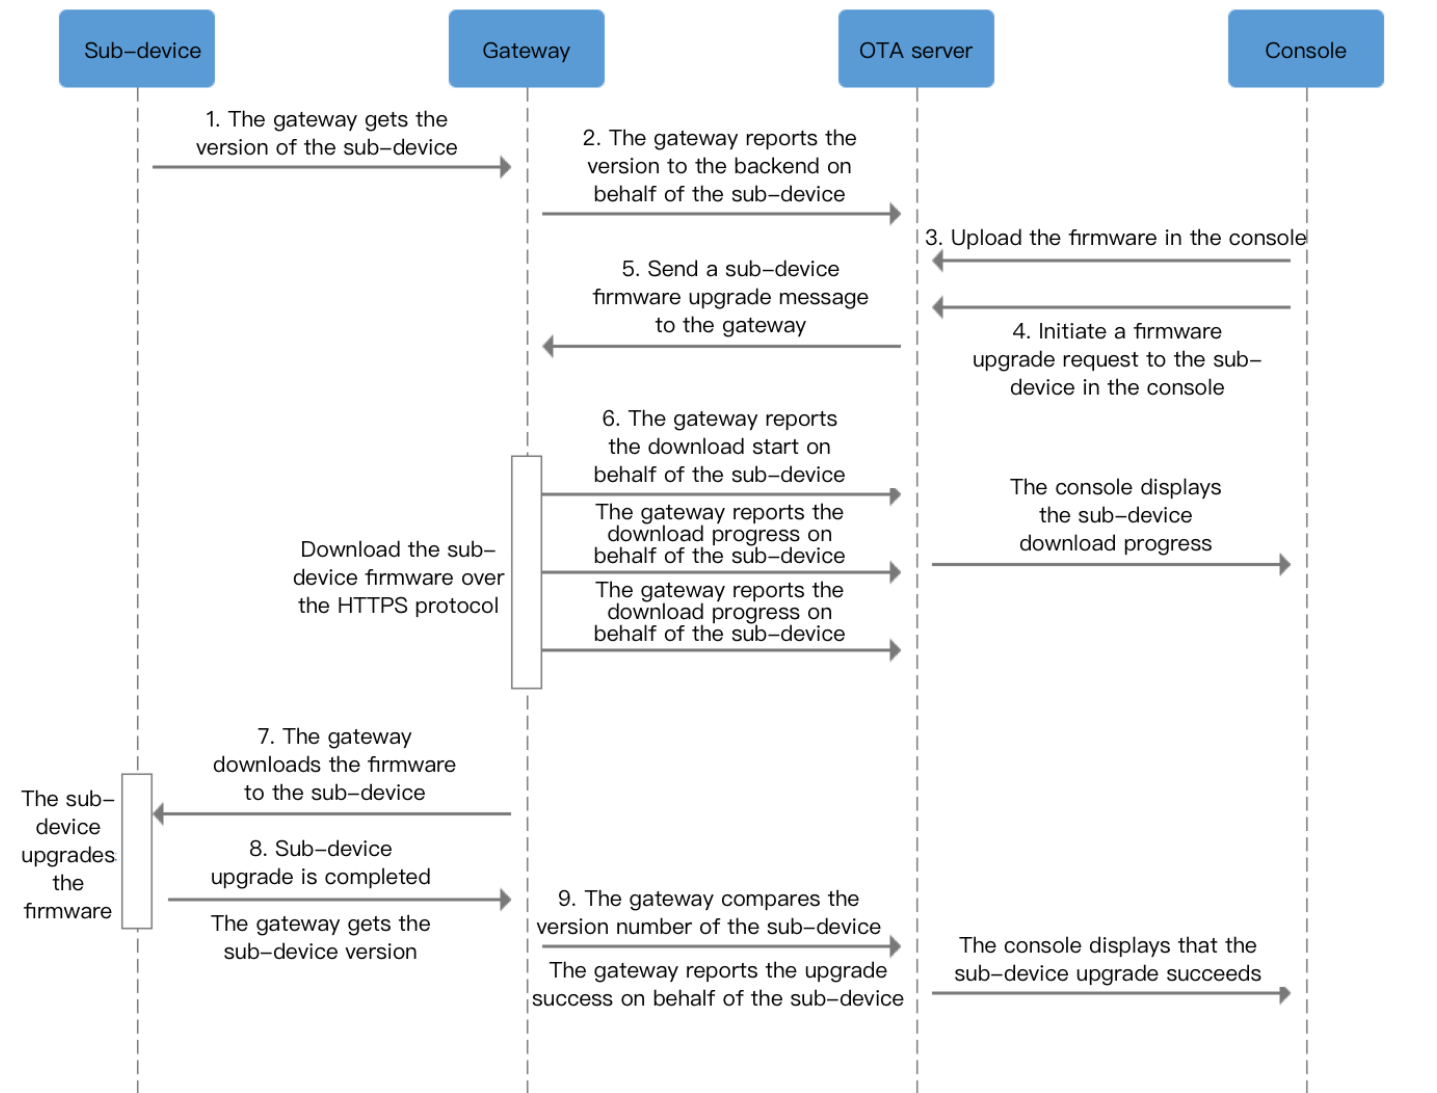 Sub-device
Gateway
OTA server
Console
1. The gateway gets the
version of the sub-device
2. The gateway reports the
version to the backend on
behalf of the sub-device
3. Upload the firmware in the console
4. Initiate a firmware
upgrade request to the sub-
device in the console
5. Send a sub-device
firmware upgrade message
to the gateway
6. The gateway reports
the download start on
behalf of the sub-device
The gateway reports the
download progress on
behalf of the sub-device
The gateway reports the
download progress on
behalf of the sub-device
Download the sub-
device firmware over
the HTTPS protocol
The console displays
the sub-device
download progress
7. The gateway
downloads the firmware
to the sub-device
The sub-
device
upgrades
the
firmware
8. Sub-device
upgrade is completed
The gateway gets the
sub-device version
9. The gateway compares the
version number of the sub-device
The gateway reports the upgrade
success on behalf of the sub-device
The console displays that the
sub-device upgrade succeeds